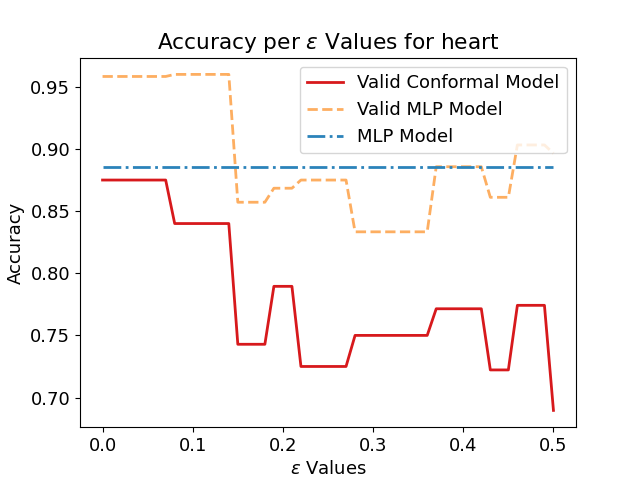 Accuracy per ε Values for heart
Valid Conformal Model
Valid MLP Model
MLP Model
Accuracy
0.95
0.90
0.85
0.80
0.75
0.70
0.0 0.1 0.2 0.3 0.4 0.5
ε Values